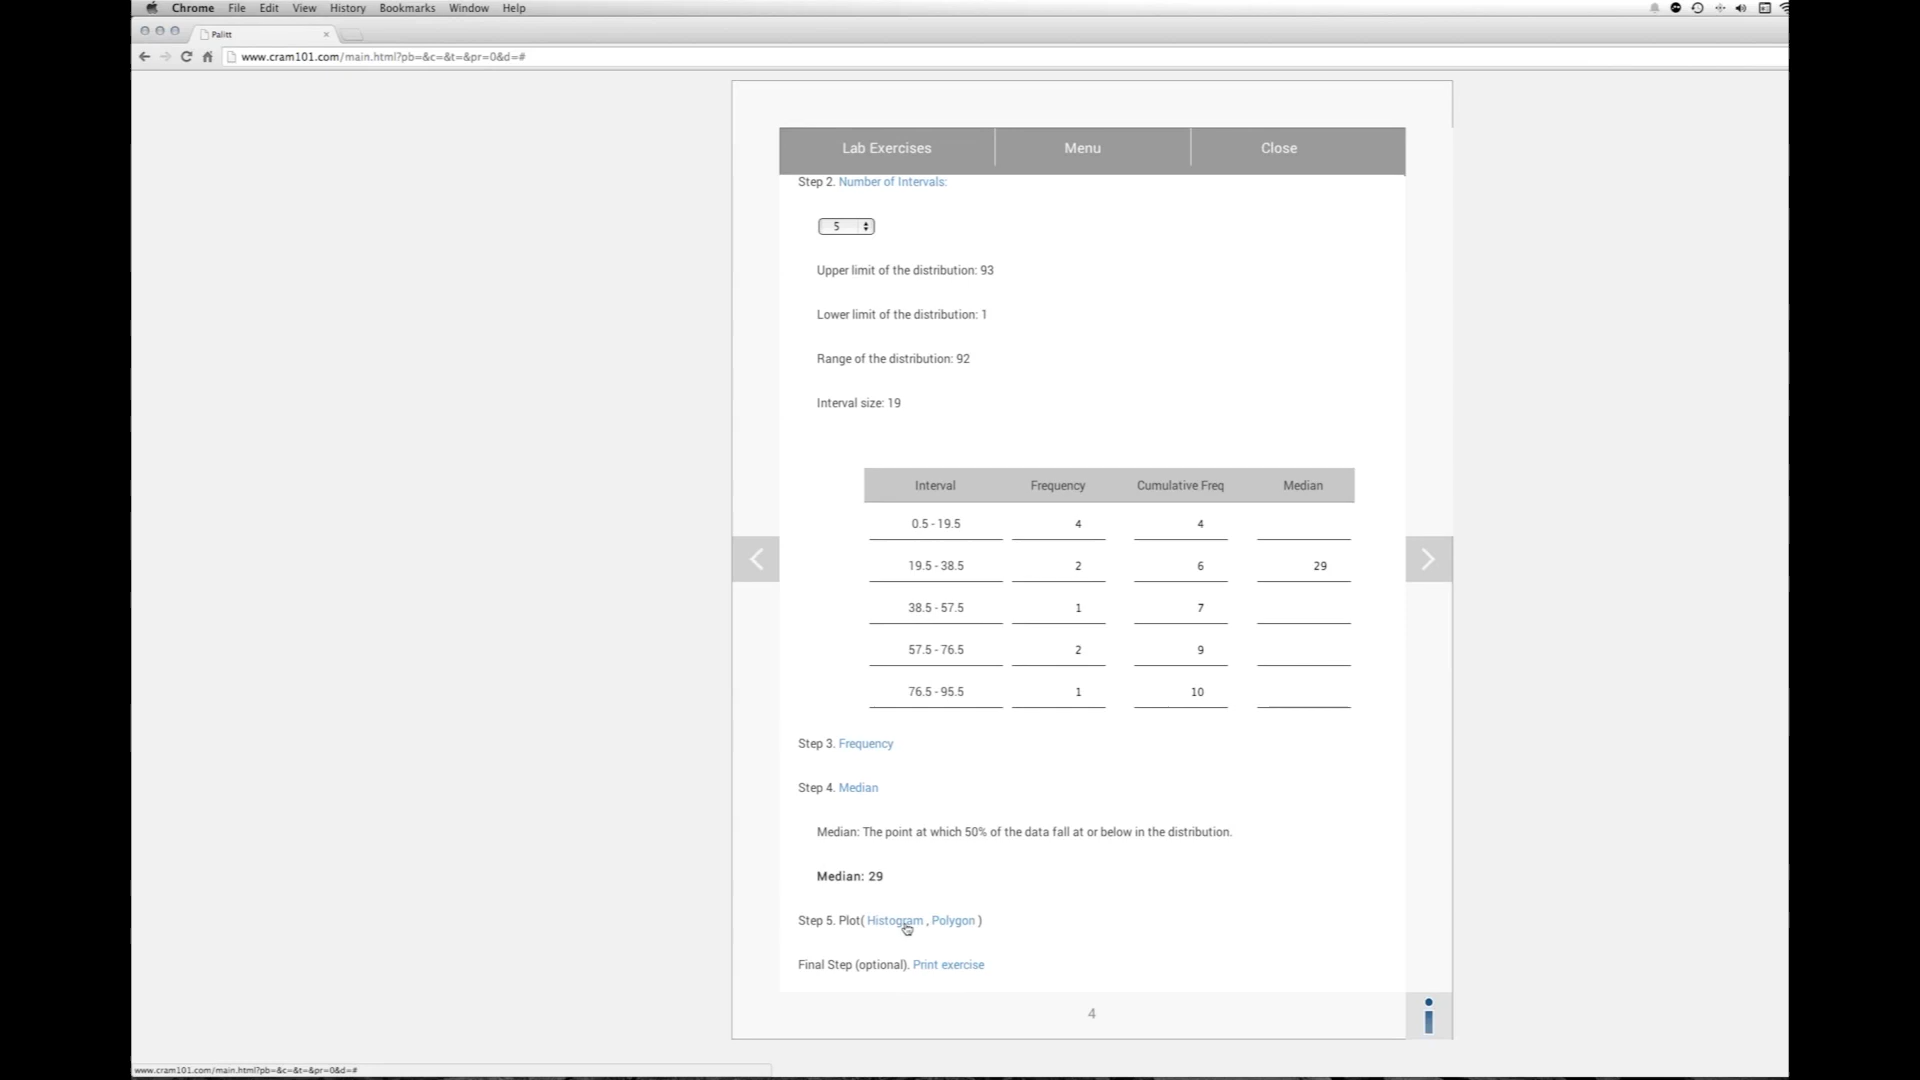 Chrome File Edit View History Bookmarks Window Help
Palitt
www.cram101.com/main.html?pb=&c=&t=&pr=0&d=#
Lab Exercises Menu Close
Step 2. Number of Intervals:
5
Upper limit of the distribution: 93
Lower limit of the distribution: 1
Range of the distribution: 92
Interval size: 19
Interval Frequency Cumulative Freq Median
0.5 - 19.5 4 4
19.5 - 38.5 2 6 29
38.5 - 57.5 1 7
57.5 - 76.5 2 9
76.5 - 95.5 1 10
Step 3. Frequency
Step 4. Median
Median: The point at which 50% of the data fall at or below in the distribution.
Median: 29
Step 5. Plot( Histogram , Polygon )
Final Step (optional). Print exercise
4
i
www.cram101.com/main.html?pb=&c=&t=&pr=0&d=#